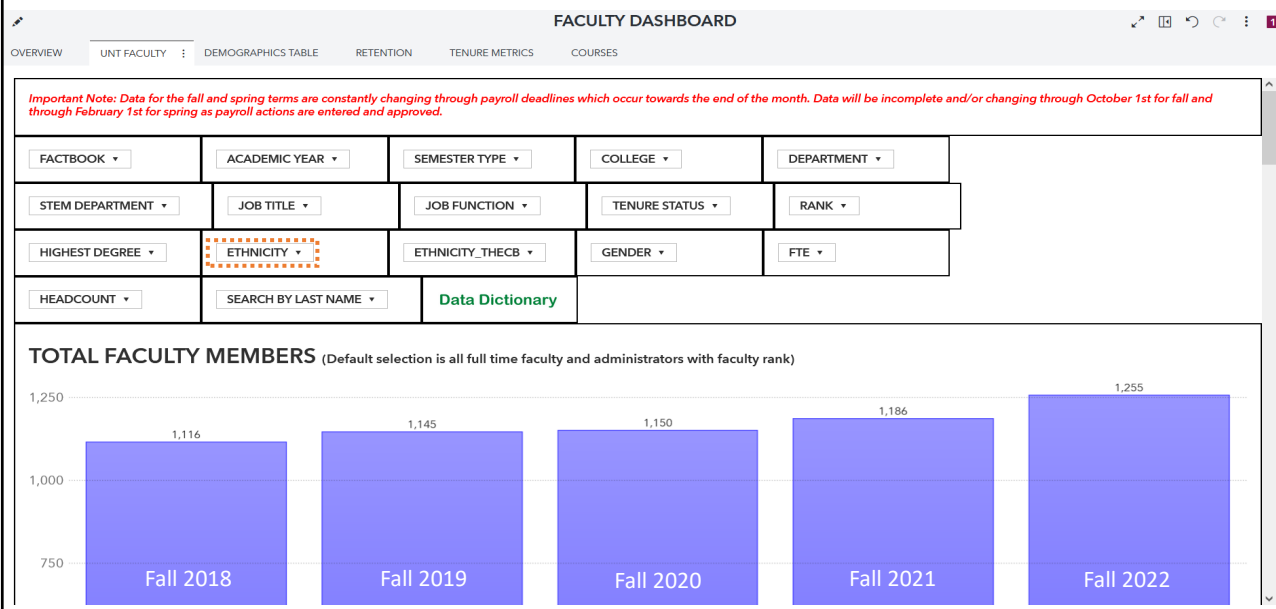 FACULTY DASHBOARD
1
OVERVIEW UNT FACULTY DEMOGRAPHICS TABLE RETENTION TENURE METRICS COURSES
Important Note: Data for the fall and spring terms are constantly changing through payroll deadlines which occur towards the end of the month. Data will be incomplete and/or changing through October 1st for fall and
through February 1st for spring as payroll actions are entered and approved.
FACTBOOK ACADEMIC YEAR SEMESTER TYPE COLLEGE DEPARTMENT
STEM DEPARTMENT JOB TITLE JOB FUNCTION TENURE STATUS RANK
HIGHEST DEGREE ETHNICITY ETHNICITY_THECB GENDER FTE
HEADCOUNT SEARCH BY LAST NAME Data Dictionary
TOTAL FACULTY MEMBERS (Default selection is all full time faculty and administrators with faculty rank)
1,255
1,250
1,186
1,145 1,150
1,116
1,000
750
Fall 2018 Fall 2019 Fall 2020 Fall 2021 Fall 2022